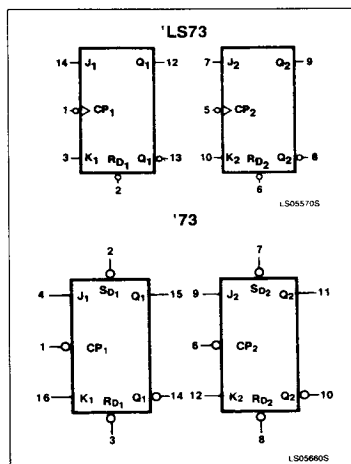 'LS73
14 J1 Q1 12
7 J2 Q2 9
1 CP1
5 CP2
3 K1 RD1 Q1 13
10 K2 RD2 Q2 8
2
6
LS05570S
'73
2
7
4 J1 SD1 Q1 15
9 J2 SD2 Q2 11
1 CP1
6 CP2
16 K1 RD1 Q1 14
12 K2 RD2 Q2 10
3
8
LS05660S